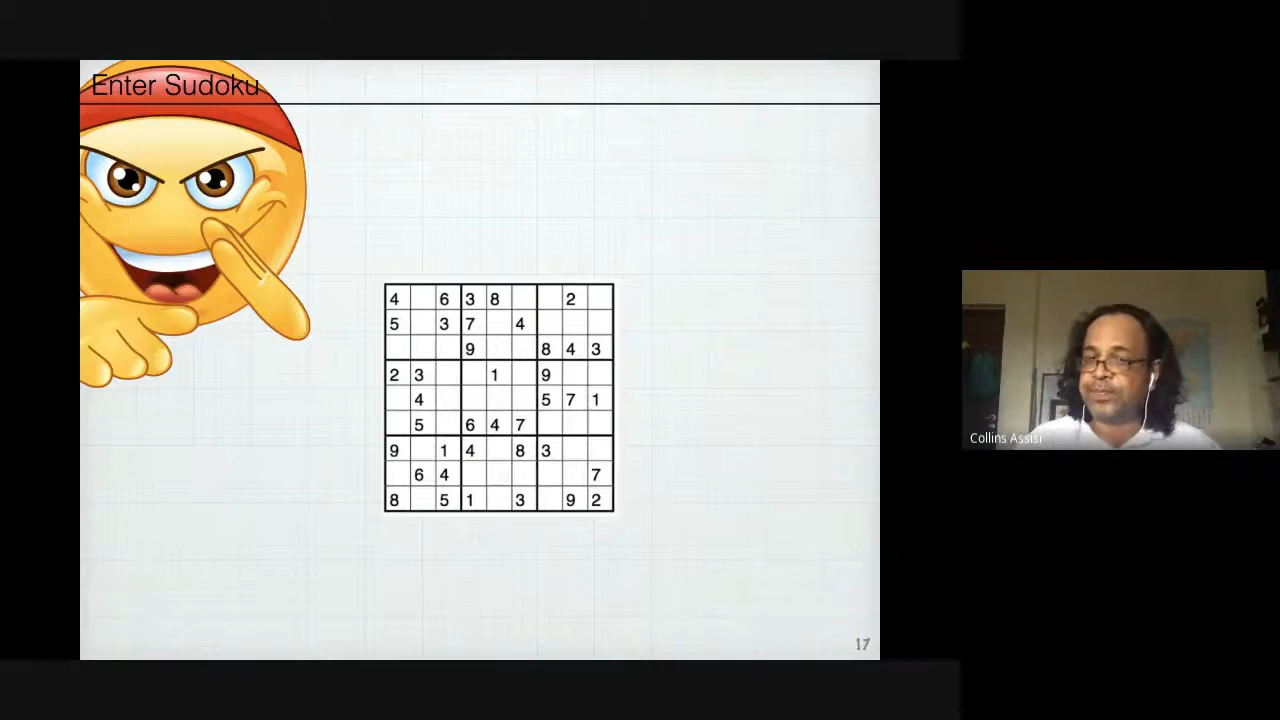 Enter Sudoku
4 6 3 8 2
5 3 7 4
9 8 4 3
2 3 1 9
4 5 7 1
5 6 4 7
9 1 4 8 3
6 4 7
8 5 1 3 9 2
Collins Assisi
17